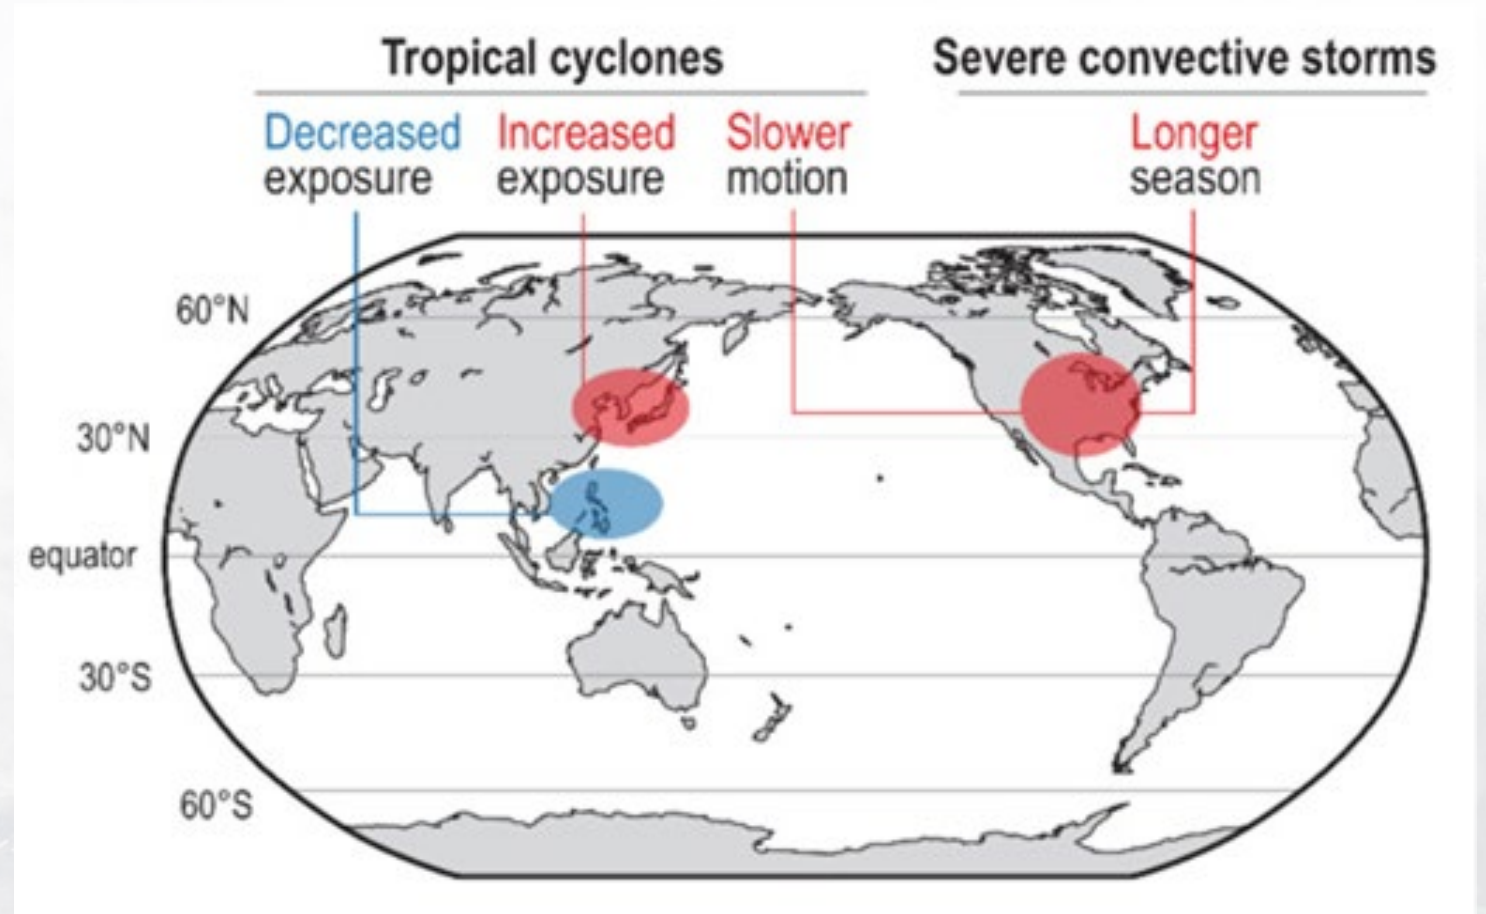 Tropical cyclones
Severe convective storms
Decreased
exposure
Increased
exposure
Slower
motion
Longer
season
60°N
30°N
equator
30°S
60°S